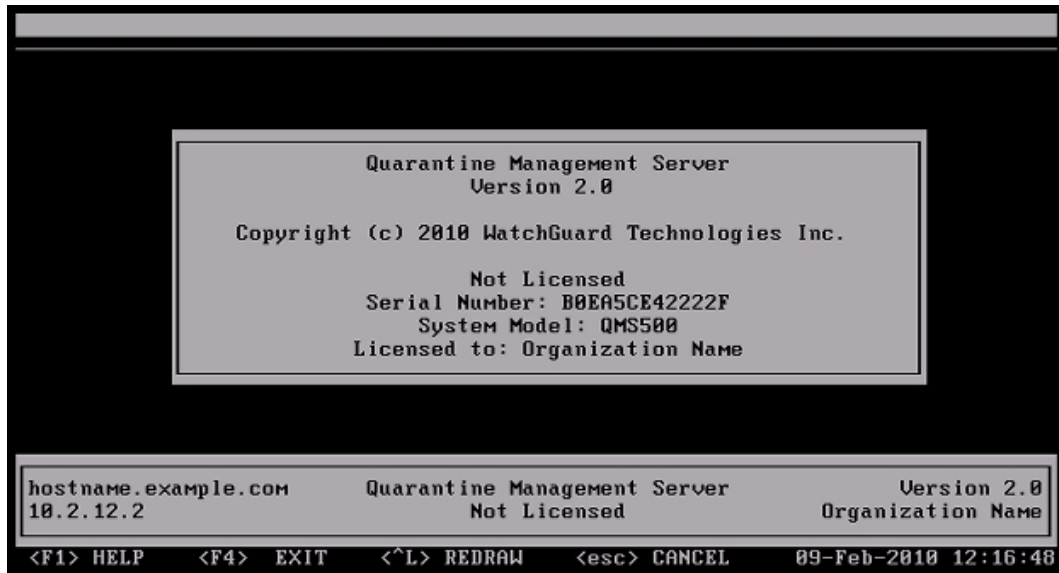 Quarantine Management Server
Version 2.0
Copyright (c) 2010 WatchGuard Technologies Inc.
Not Licensed
Serial Number: B0EA5CE42222F
System Model: QMS500
Licensed to: Organization Name
hostname.example.com Quarantine Management Server Version 2.0
10.2.12.2 Not Licensed Organization Name
<F1> HELP <F4> EXIT <^L> REDRAW <esc> CANCEL 09-Feb-2010 12:16:48